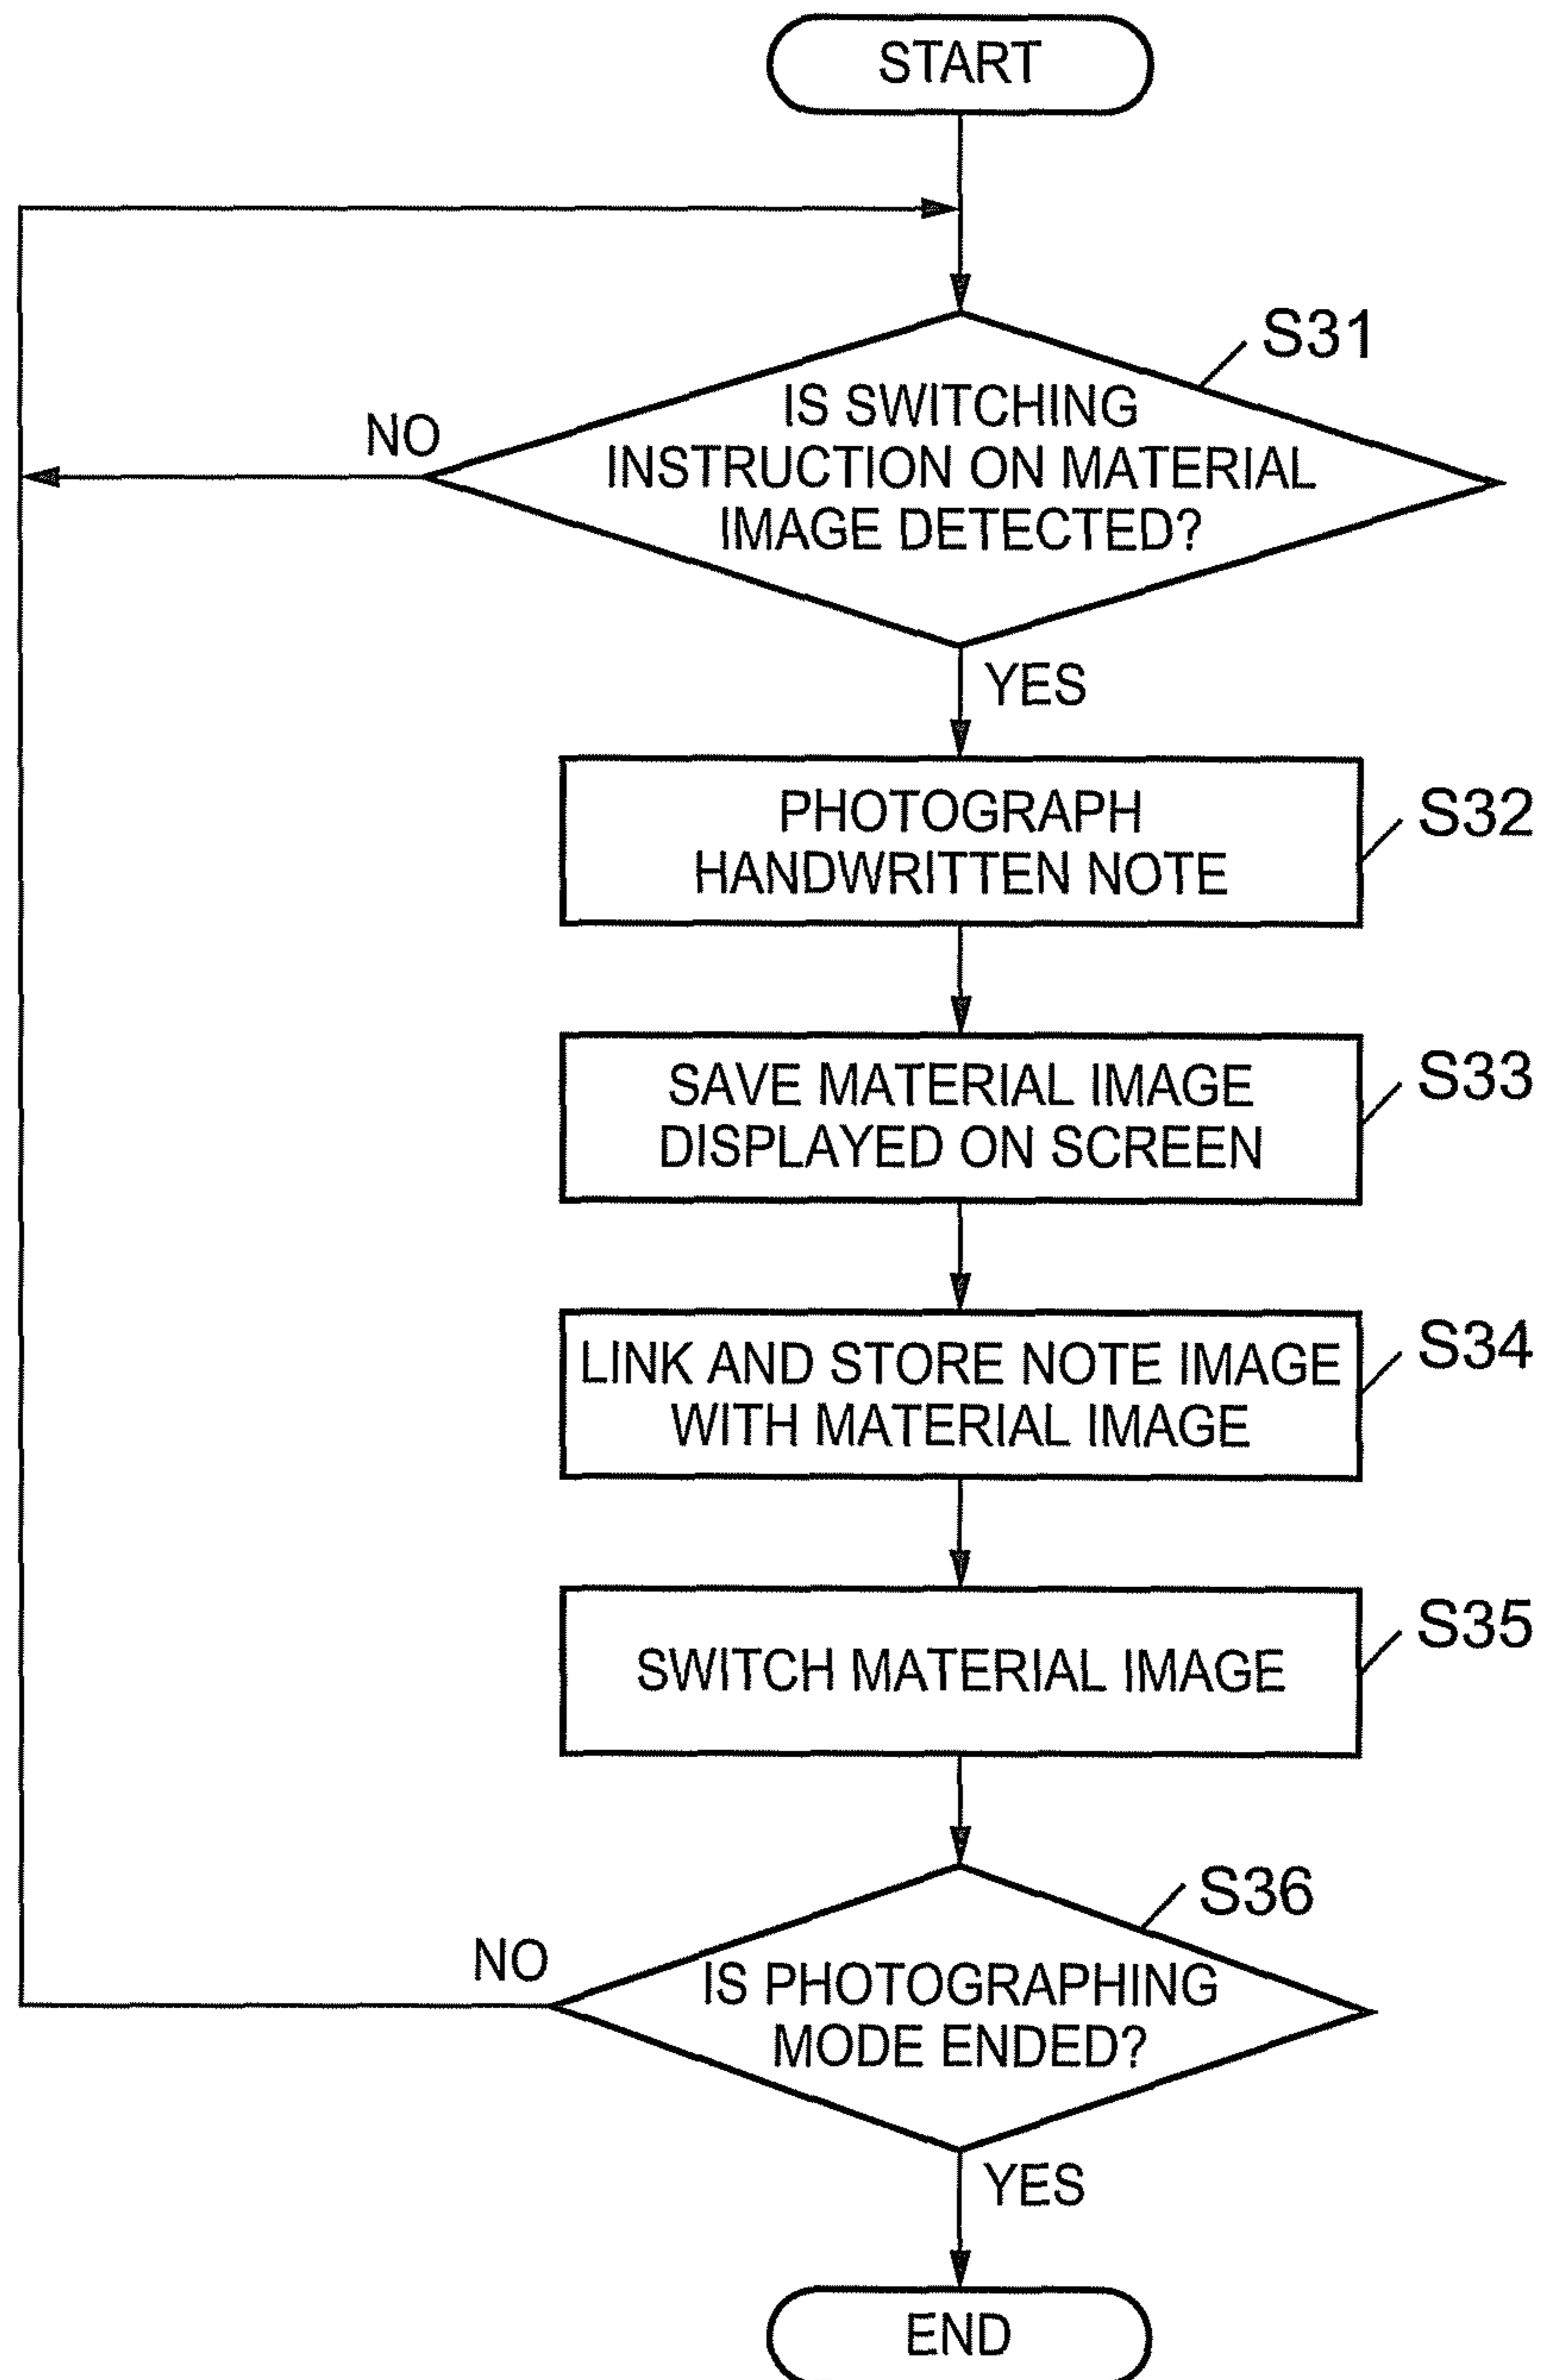 START
S31
IS SWITCHING
INSTRUCTION ON MATERIAL
IMAGE DETECTED?
NO
YES
PHOTOGRAPH
HANDWRITTEN NOTE
S32
SAVE MATERIAL IMAGE
DISPLAYED ON SCREEN
S33
LINK AND STORE NOTE IMAGE
WITH MATERIAL IMAGE
S34
SWITCH MATERIAL IMAGE
S35
S36
IS PHOTOGRAPHING
MODE ENDED?
NO
YES
END